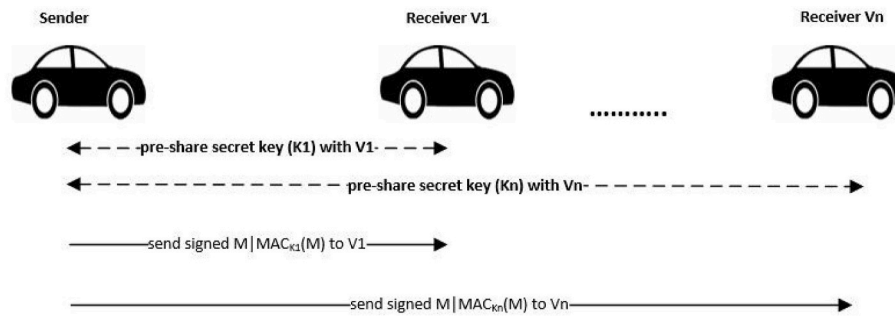 Sender Receiver V1 Receiver Vn
...........
pre-share secret key (K1) with V1
pre-share secret key (Kn) with Vn
send signed M|MACK1(M) to V1
send signed M|MACKn(M) to Vn